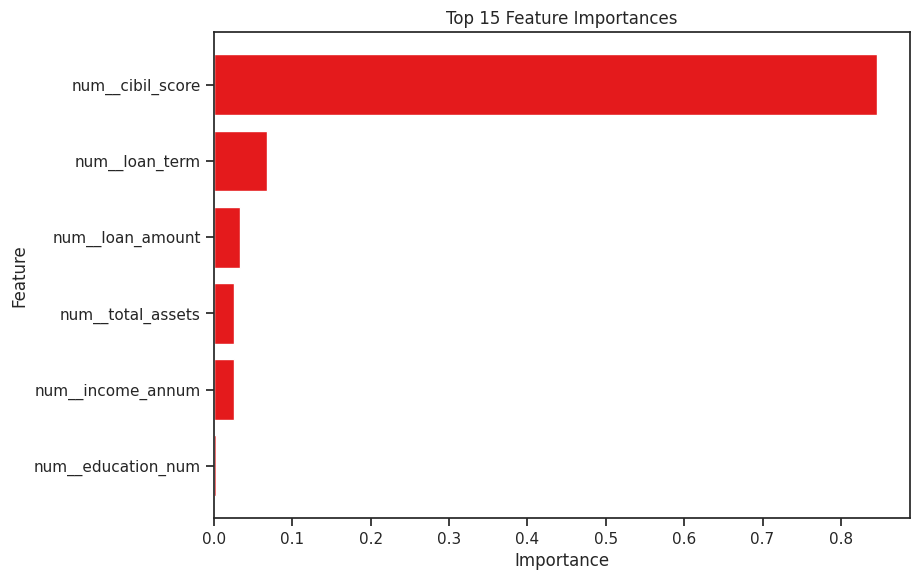 Top 15 Feature Importances
num__cibil_score
num__loan_term
num__loan_amount
num__total_assets
num__income_annum
num__education_num
Feature
0.0 0.1 0.2 0.3 0.4 0.5 0.6 0.7 0.8
Importance